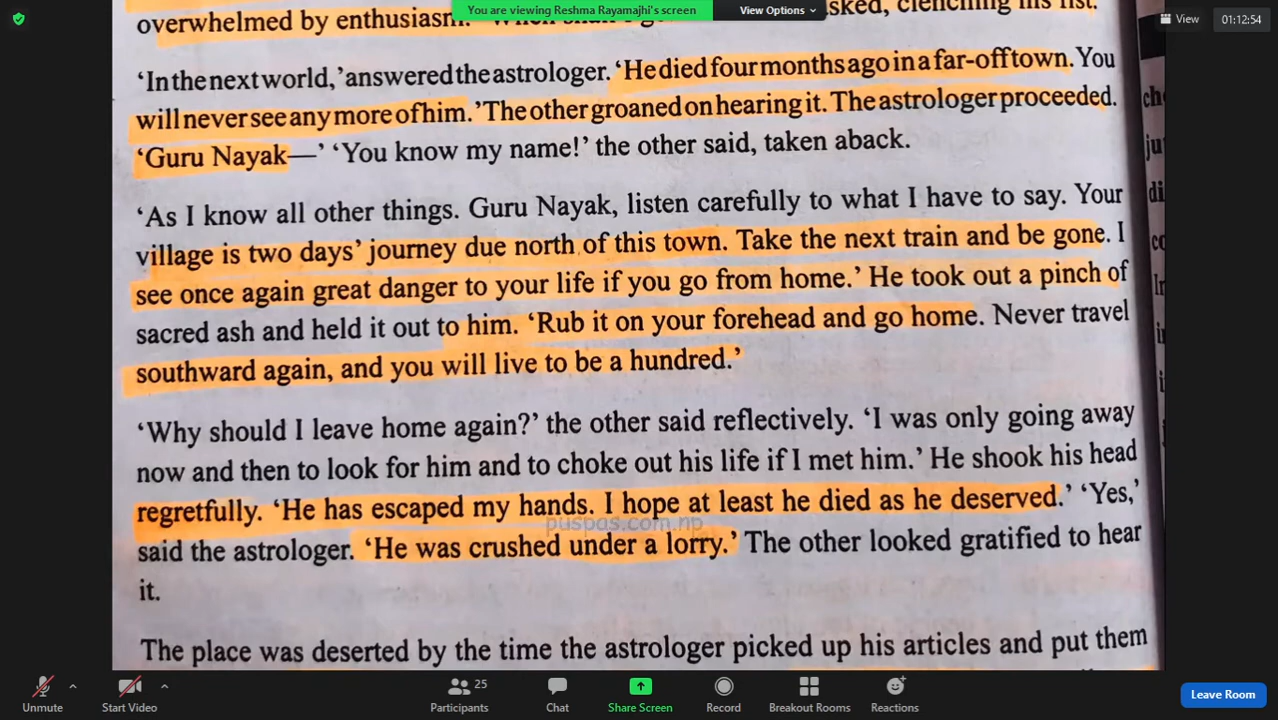 You are viewing Reshma Rayamajhi's screen
View Options
View
01:12:54
overwhelmed by enthusiasm.
asked, clenching his fist.
‘In the next world,’ answered the astrologer. ‘He died four months ago in a far-off town. You
will never see any more of him.’ The other groaned on hearing it. The astrologer proceeded.
‘Guru Nayak—’ ‘You know my name!’ the other said, taken aback.
‘As I know all other things. Guru Nayak, listen carefully to what I have to say. Your
village is two days’ journey due north of this town. Take the next train and be gone. I
see once again great danger to your life if you go from home.’ He took out a pinch of
sacred ash and held it out to him. ‘Rub it on your forehead and go home. Never travel
southward again, and you will live to be a hundred.’
‘Why should I leave home again?’ the other said reflectively. ‘I was only going away
now and then to look for him and to choke out his life if I met him.’ He shook his head
regretfully. ‘He has escaped my hands. I hope at least he died as he deserved.’ ‘Yes,’
puspas.com.np
said the astrologer. ‘He was crushed under a lorry.’ The other looked gratified to hear
it.
The place was deserted by the time the astrologer picked up his articles and put them
Unmute
Start Video
25
Participants
Chat
Share Screen
Record
Breakout Rooms
Reactions
Leave Room